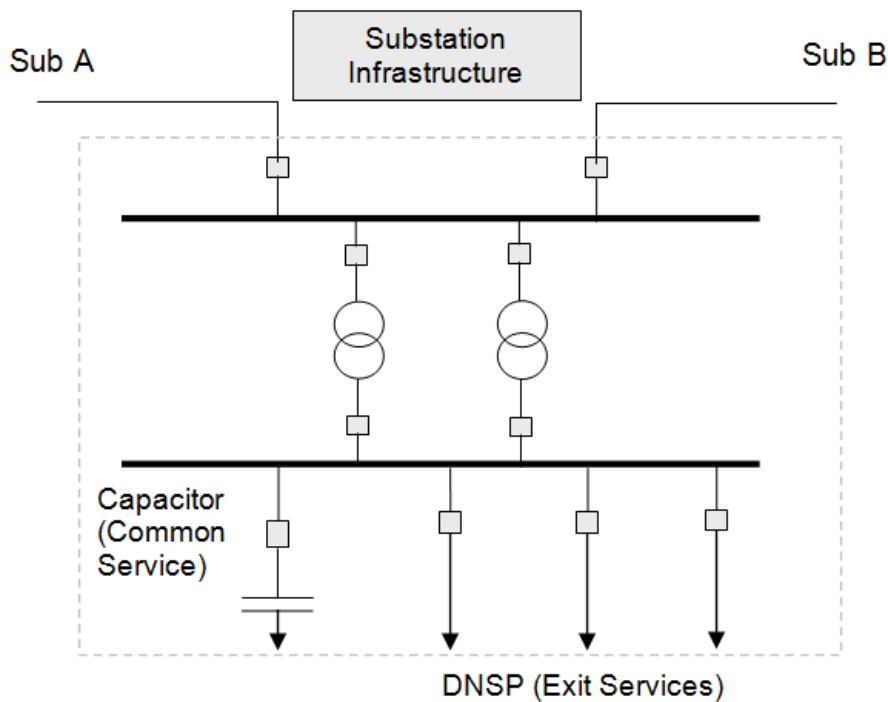 Substation
Infrastructure
Sub A
Sub B
Capacitor
(Common
Service)
DNSP (Exit Services)